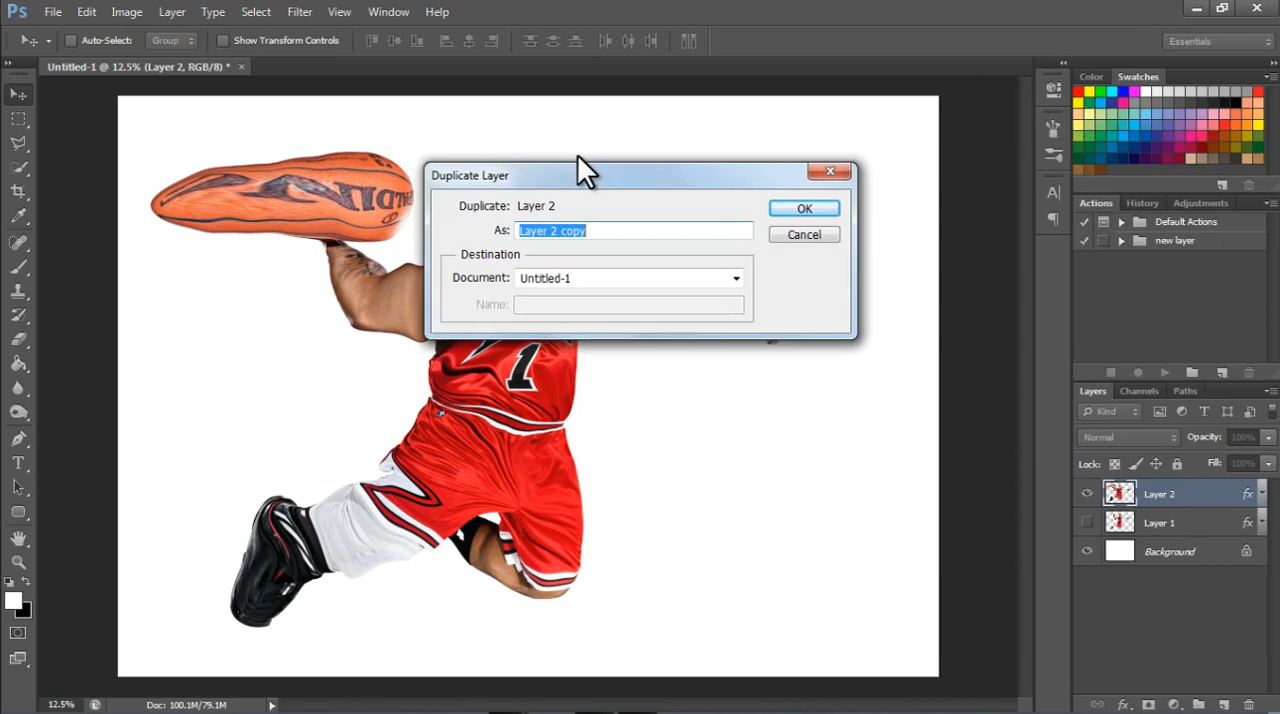 Ps File Edit Image Layer Type Select Filter View Window Help
Auto-Select: Group Show Transform Controls Essentials
Untitled-1 @ 12.5% (Layer 2, RGB/8) * ×
Color Swatches
Duplicate Layer
Duplicate: Layer 2 OK
As: Layer 2 copy Cancel
Destination
Document: Untitled-1
Name:
Actions History Adjustments
Default Actions
new layer
1
Layers Channels Paths
Kind
Normal Opacity: 100%
Lock: Fill: 100%
Layer 2 fx
Layer 1 fx
Background
12.5% Doc: 100.1M/79.1M